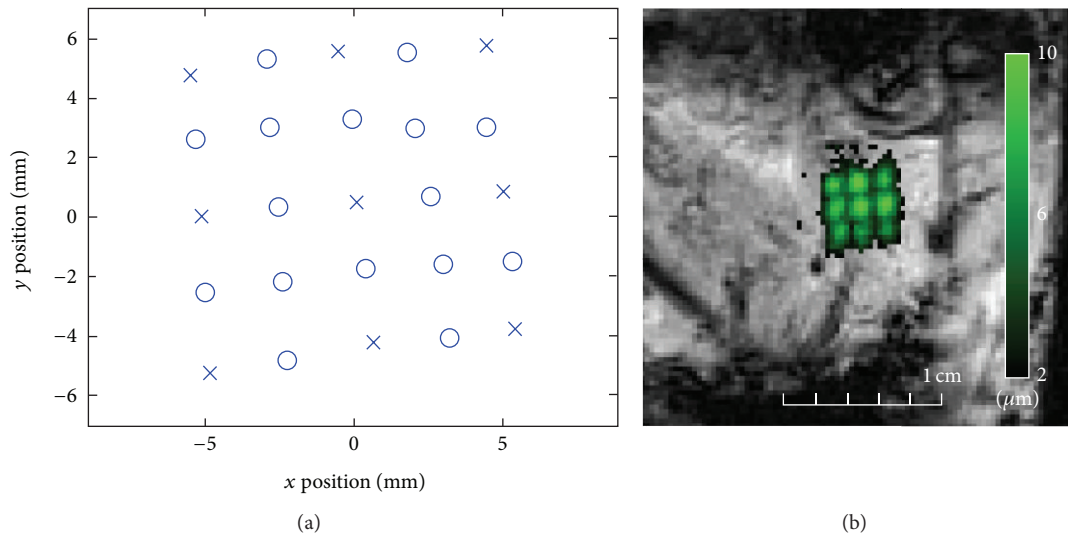 6
4
2
0
−2
−4
−6
y position (mm)
−5
0
5
x position (mm)
(a)
10
6
2
(μm)
1 cm
(b)